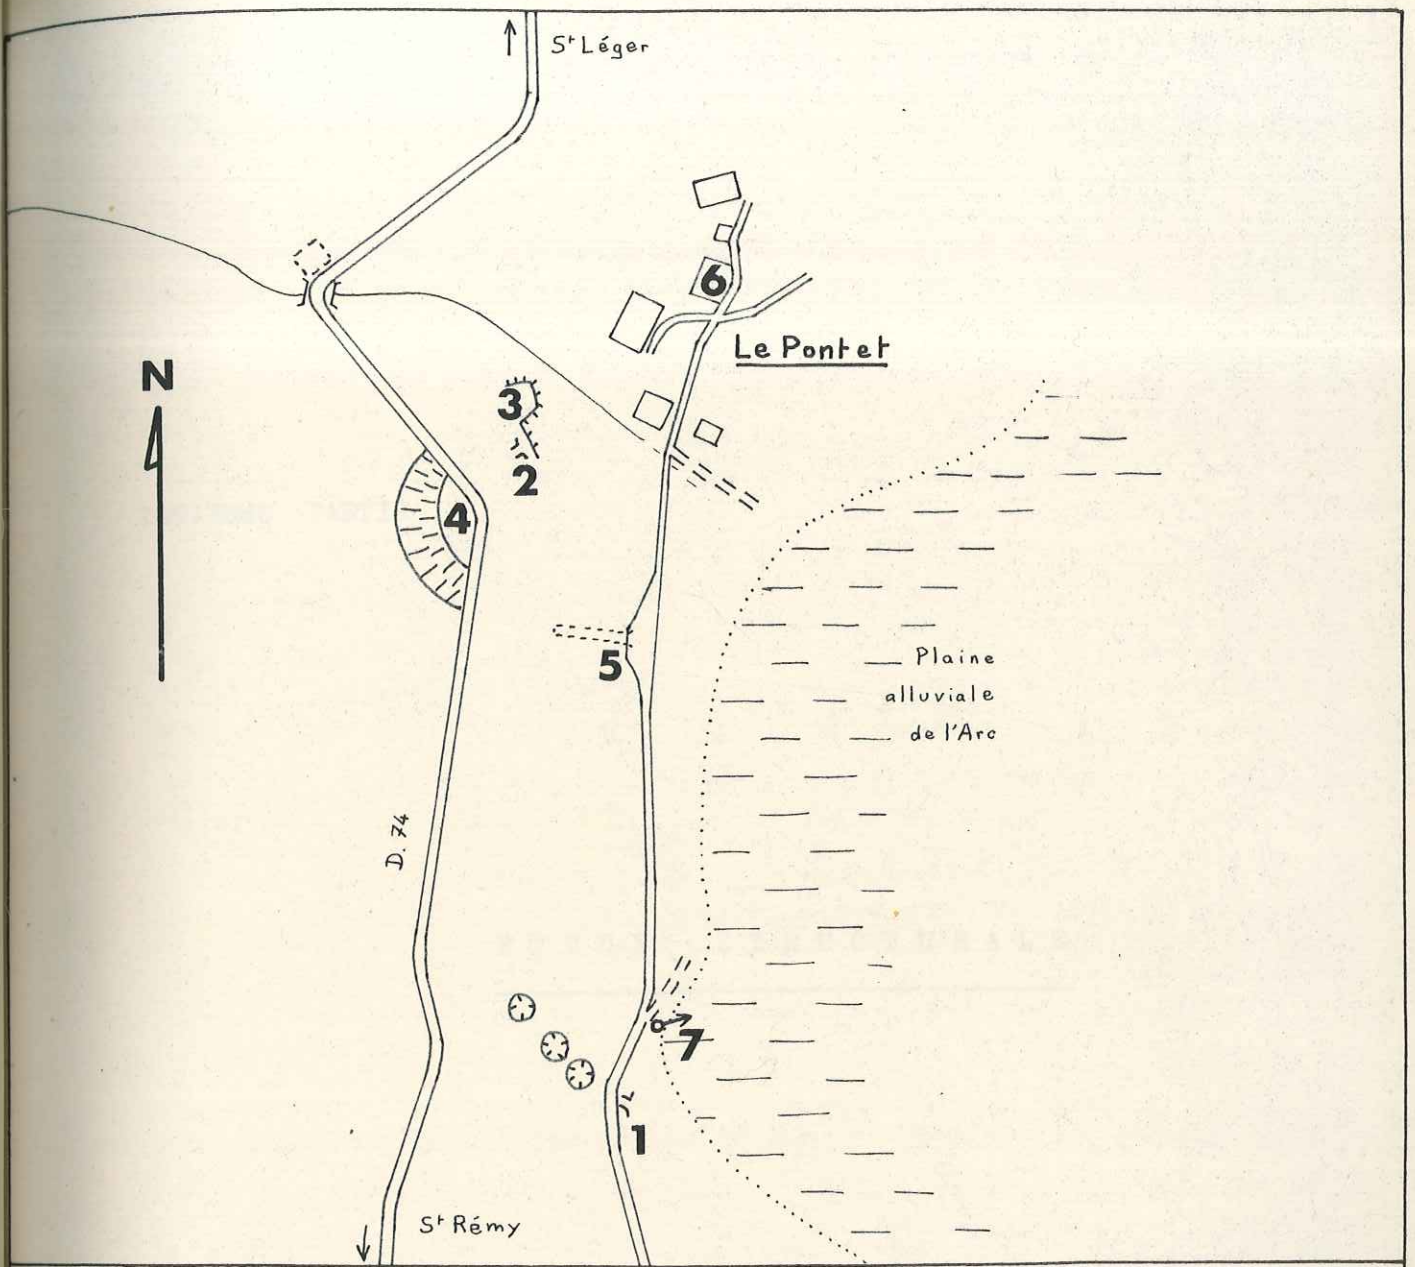 Sᵗ Léger
6
Le Pontet
N
3
2
4
5
Plaine
alluviale
de l'Arc
D. 74
7
1
Sᵗ Rémy